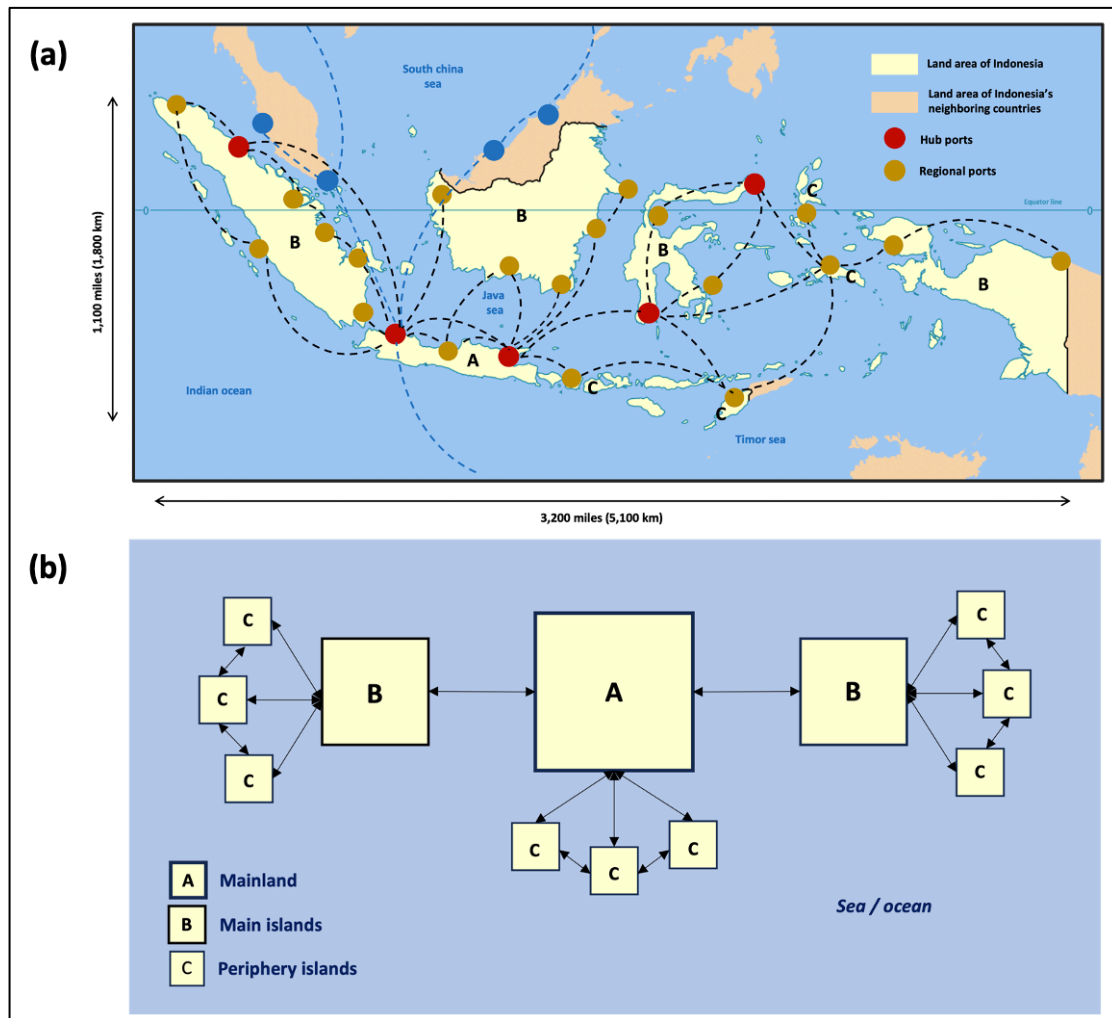 (a)
South china
sea
Land area of Indonesia
Land area of Indonesia's
neighboring countries
Hub ports
Regional ports
1,100 miles (1,800 km)
0
Equator line
0
B
B
B
C
C
B
Java
sea
A
C
C
Indian ocean
Timor sea
3,200 miles (5,100 km)
(b)
C
C
C
B
A
B
C
C
C
C
C
C
A Mainland
B Main islands
C Periphery islands
Sea / ocean